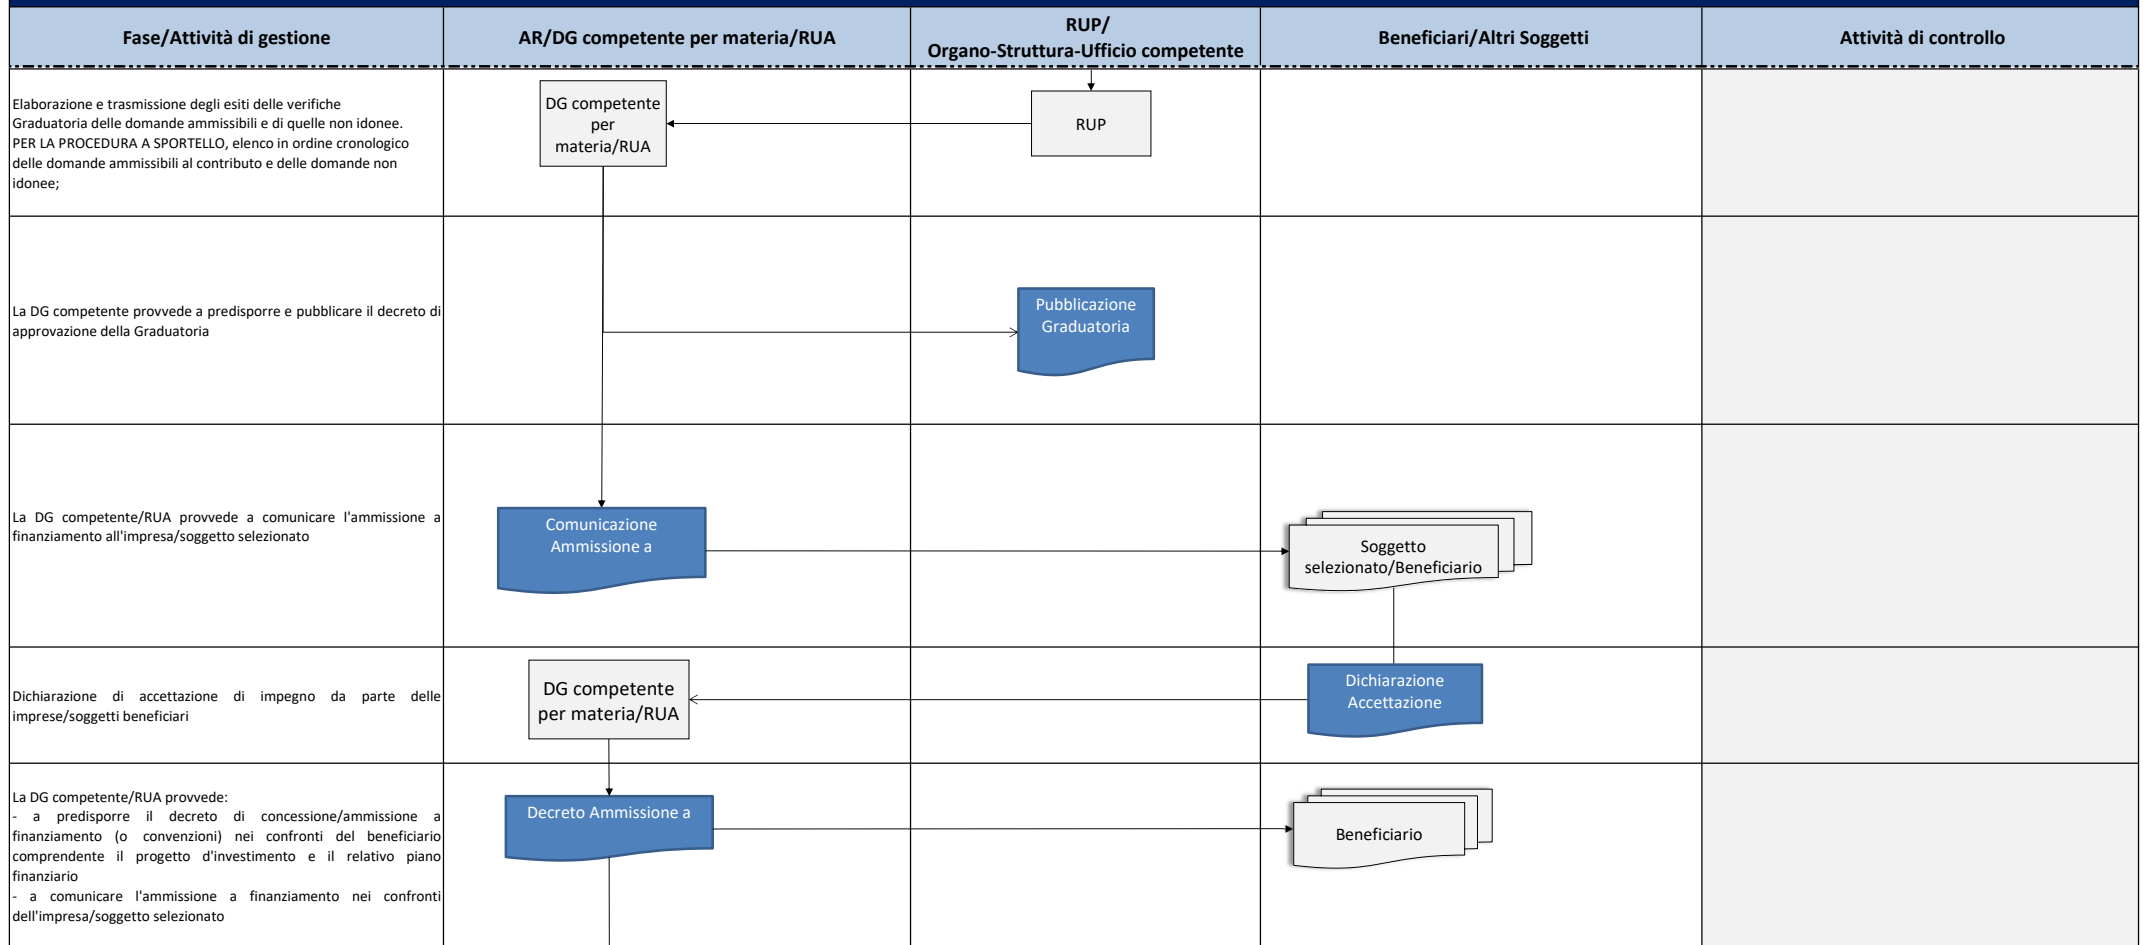 Fase/Attività di gestione
AR/DG competente per materia/RUA
RUP/
Organo-Struttura-Ufficio competente
Beneficiari/Altri Soggetti
Attività di controllo
Elaborazione e trasmissione degli esiti delle verifiche
Graduatoria delle domande ammissibili e di quelle non idonee.
PER LA PROCEDURA A SPORTELLO, elenco in ordine cronologico
delle domande ammissibili al contributo e delle domande non
idonee;
DG competente
per
materia/RUA
RUP
La DG competente provvede a predisporre e pubblicare il decreto di
approvazione della Graduatoria
Pubblicazione
Graduatoria
La DG competente/RUA provvede a comunicare l'ammissione a
finanziamento all'impresa/soggetto selezionato
Comunicazione
Ammissione a
Soggetto
selezionato/Beneficiario
Dichiarazione di accettazione di impegno da parte delle
imprese/soggetti beneficiari
DG competente
per materia/RUA
Dichiarazione
Accettazione
La DG competente/RUA provvede:
- a predisporre il decreto di concessione/ammissione a
finanziamento (o convenzioni) nei confronti del beneficiario
comprendente il progetto d'investimento e il relativo piano
finanziario
- a comunicare l'ammissione a finanziamento nei confronti
dell'impresa/soggetto selezionato
Decreto Ammissione a
Beneficiario